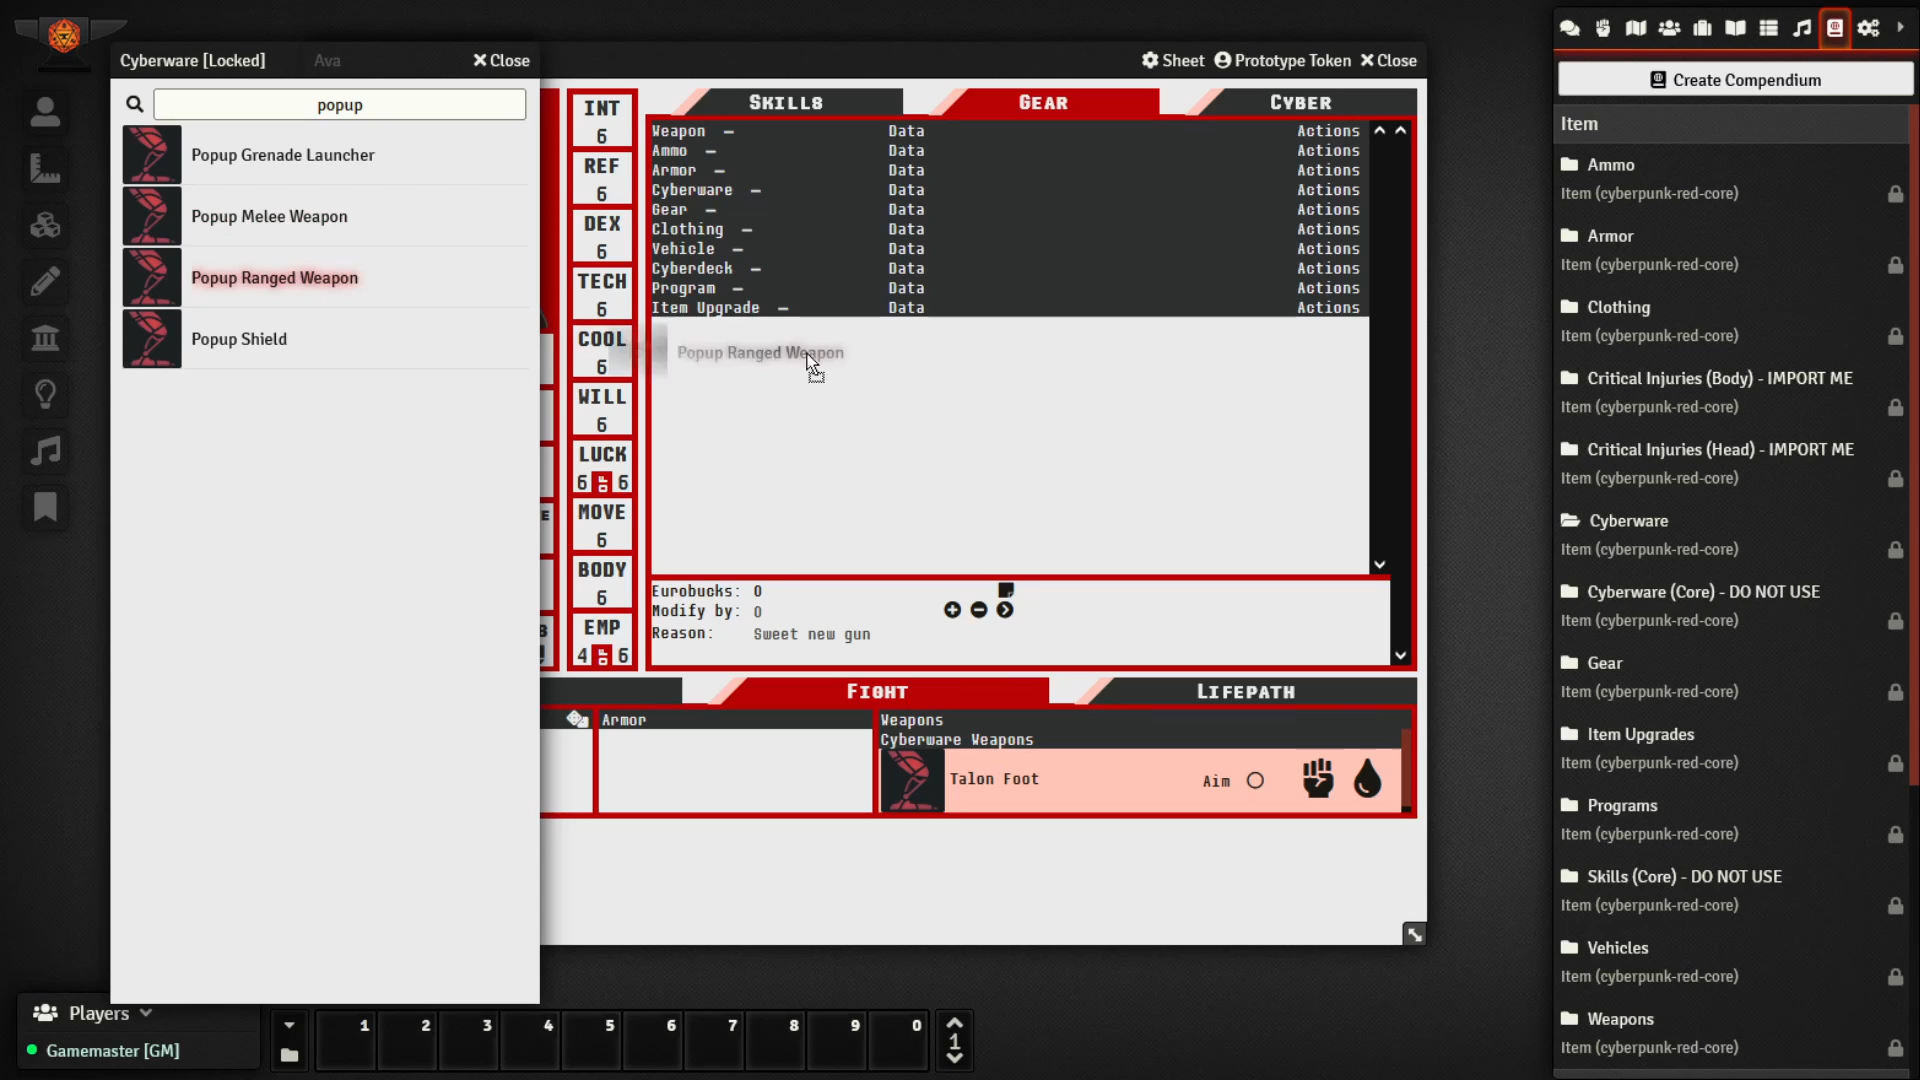 Cyberware [Locked]
Ava
Close
popup
Popup Grenade Launcher
Popup Melee Weapon
Popup Ranged Weapon
Popup Shield
Sheet
Prototype Token
Close
INT
6
REF
6
DEX
6
TECH
6
COOL
6
WILL
6
LUCK
6 OF 6
MOVE
6
BODY
6
EMP
4 OF 6
SKILLS
GEAR
CYBER
Weapon – Data Actions
Ammo – Data Actions
Armor – Data Actions
Cyberware – Data Actions
Gear – Data Actions
Clothing – Data Actions
Vehicle – Data Actions
Cyberdeck – Data Actions
Program – Data Actions
Item Upgrade – Data Actions
Popup Ranged Weapon
Eurobucks: 0
Modify by: 0
Reason: Sweet new gun
FIGHT
LIFEPATH
Armor
Weapons
Cyberware Weapons
Talon Foot
Aim
Create Compendium
Item
Ammo
Item (cyberpunk-red-core)
Armor
Item (cyberpunk-red-core)
Clothing
Item (cyberpunk-red-core)
Critical Injuries (Body) - IMPORT ME
Item (cyberpunk-red-core)
Critical Injuries (Head) - IMPORT ME
Item (cyberpunk-red-core)
Cyberware
Item (cyberpunk-red-core)
Cyberware (Core) - DO NOT USE
Item (cyberpunk-red-core)
Gear
Item (cyberpunk-red-core)
Item Upgrades
Item (cyberpunk-red-core)
Programs
Item (cyberpunk-red-core)
Skills (Core) - DO NOT USE
Item (cyberpunk-red-core)
Vehicles
Item (cyberpunk-red-core)
Weapons
Item (cyberpunk-red-core)
Players
Gamemaster [GM]
1 2 3 4 5 6 7 8 9 0
1